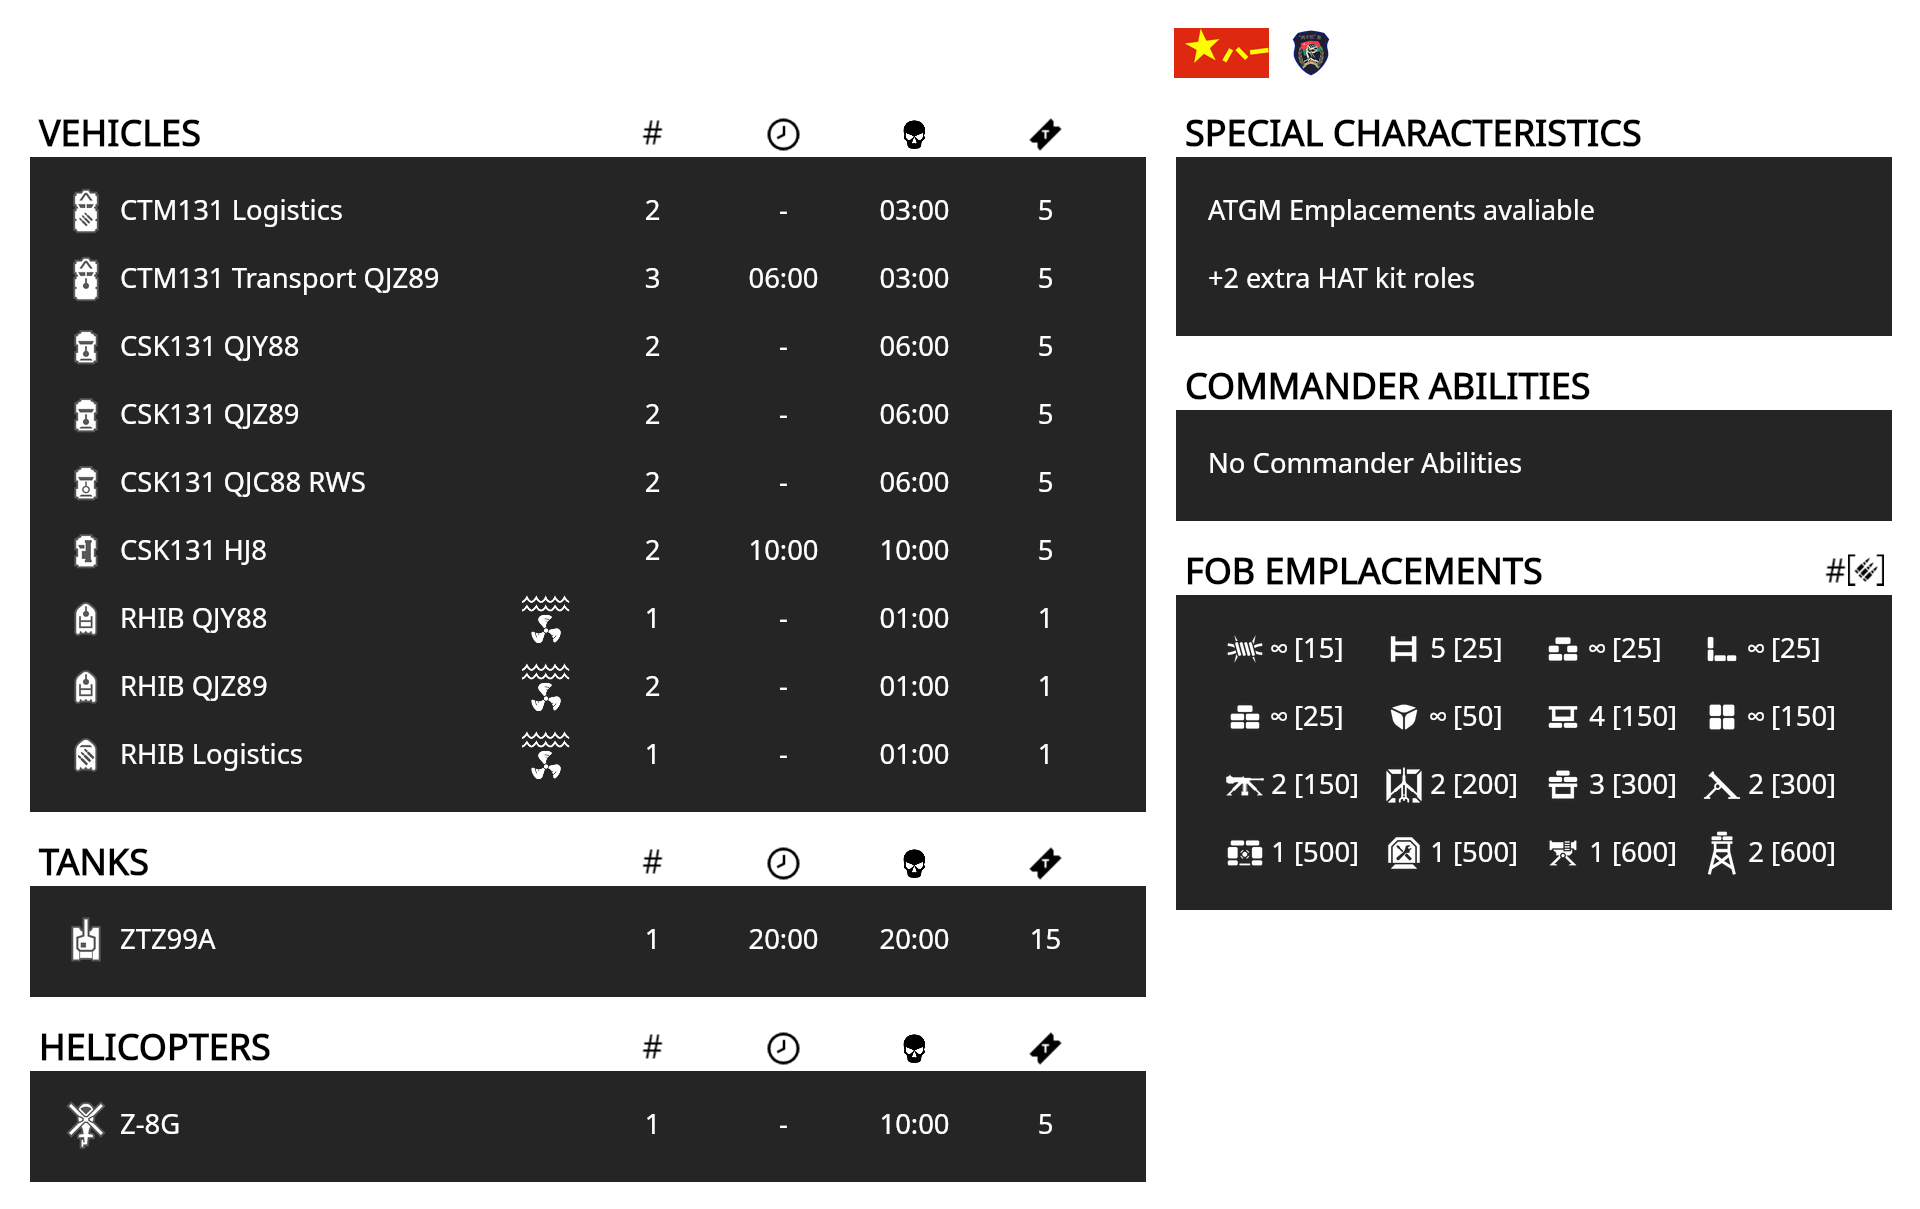 八一
VEHICLES #
CTM131 Logistics 2 - 03:00 5
CTM131 Transport QJZ89 3 06:00 03:00 5
CSK131 QJY88 2 - 06:00 5
CSK131 QJZ89 2 - 06:00 5
CSK131 QJC88 RWS 2 - 06:00 5
CSK131 HJ8 2 10:00 10:00 5
RHIB QJY88 1 - 01:00 1
RHIB QJZ89 2 - 01:00 1
RHIB Logistics 1 - 01:00 1
TANKS #
ZTZ99A 1 20:00 20:00 15
HELICOPTERS #
Z-8G 1 - 10:00 5
SPECIAL CHARACTERISTICS
ATGM Emplacements avaliable
+2 extra HAT kit roles
COMMANDER ABILITIES
No Commander Abilities
FOB EMPLACEMENTS #[]
∞ [15] 5 [25] ∞ [25] ∞ [25]
∞ [25] ∞ [50] 4 [150] ∞ [150]
2 [150] 2 [200] 3 [300] 2 [300]
1 [500] 1 [500] 1 [600] 2 [600]